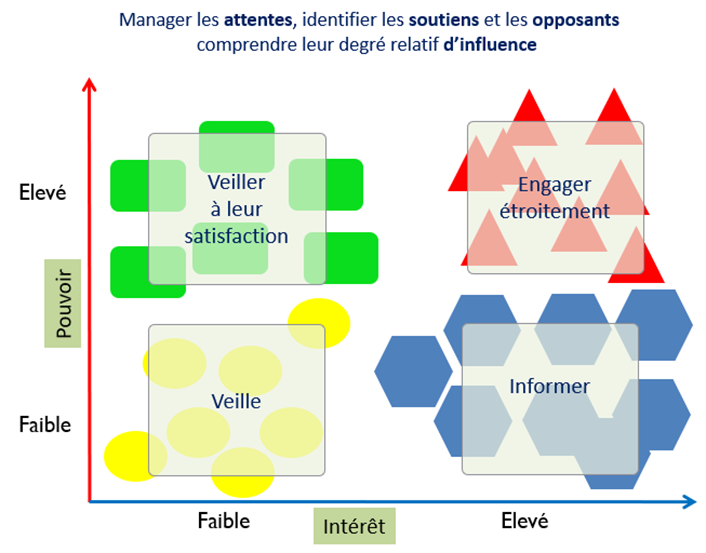 Manager les attentes, identifier les soutiens et les opposants
comprendre leur degré relatif d'influence
Elevé
Veiller
à leur
satisfaction
Engager
étroitement
Pouvoir
Veille
Informer
Faible
Faible
Intérêt
Elevé